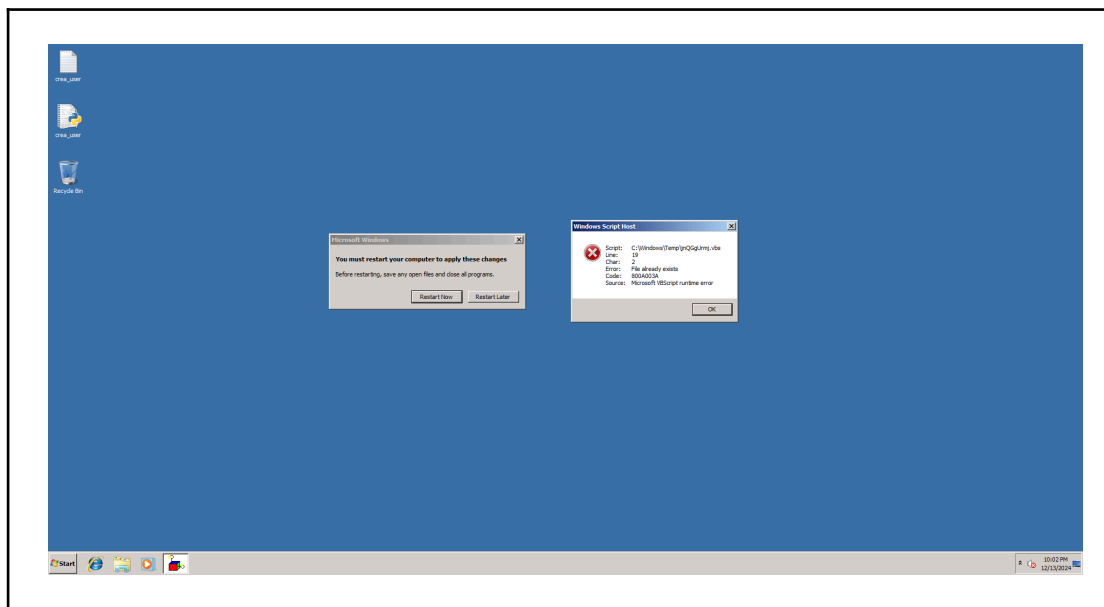 crea_user
crea_user
Recycle Bin
Microsoft Windows
You must restart your computer to apply these changes
Before restarting, save any open files and close all programs.
Restart Now
Restart Later
Windows Script Host
Script: C:\Windows\Temp\jnQGgUrmj.vbs
Line: 19
Char: 2
Error: File already exists
Code: 800A003A
Source: Microsoft VBScript runtime error
OK
Start
10:02 PM
12/13/2024